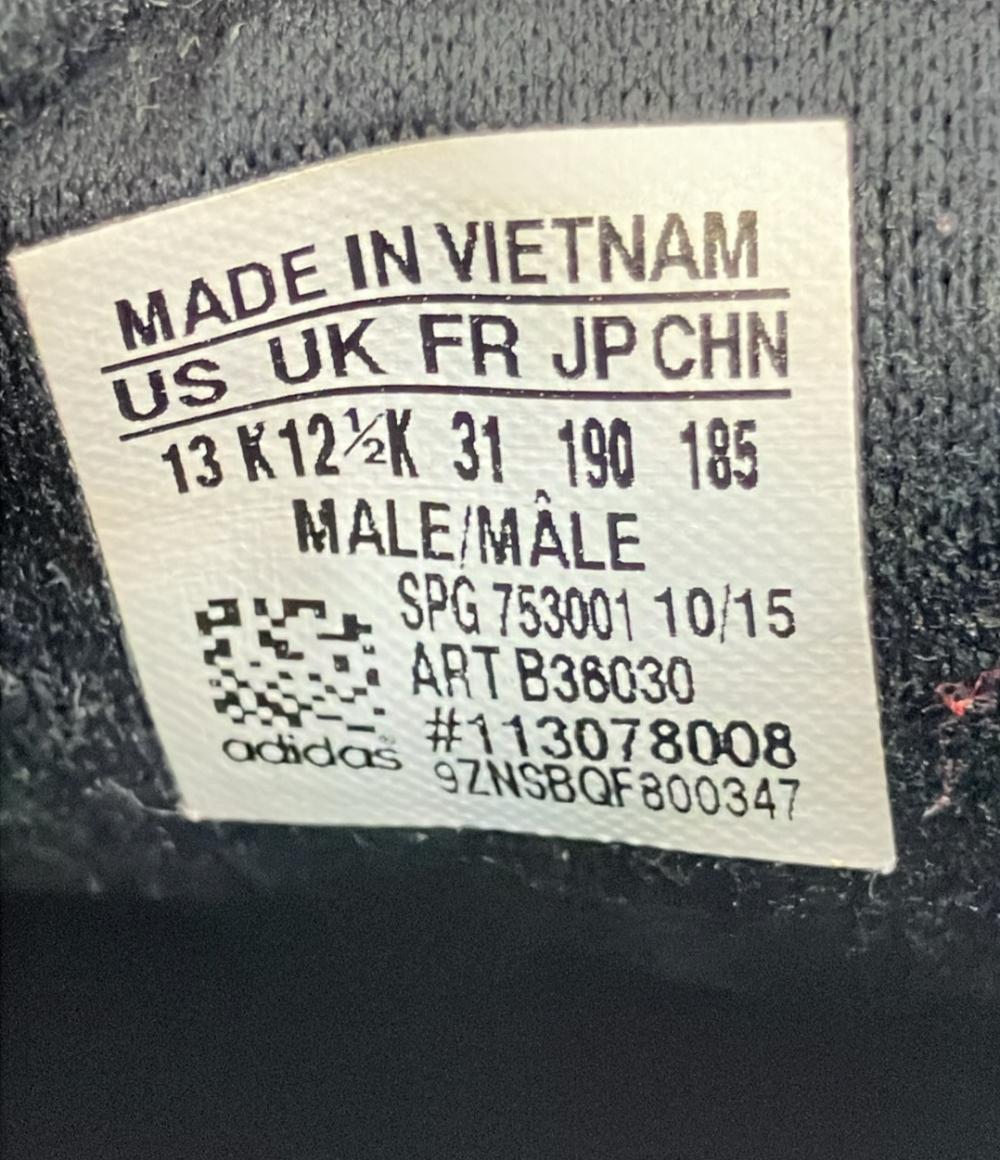 MADE IN VIETNAM
US UK FR JP CHN
13 K 12½K 31 190 185
MALE/MÂLE
SPG 753001 10/15
ART B36030
#113078008
adidas
9ZNSBQF800347